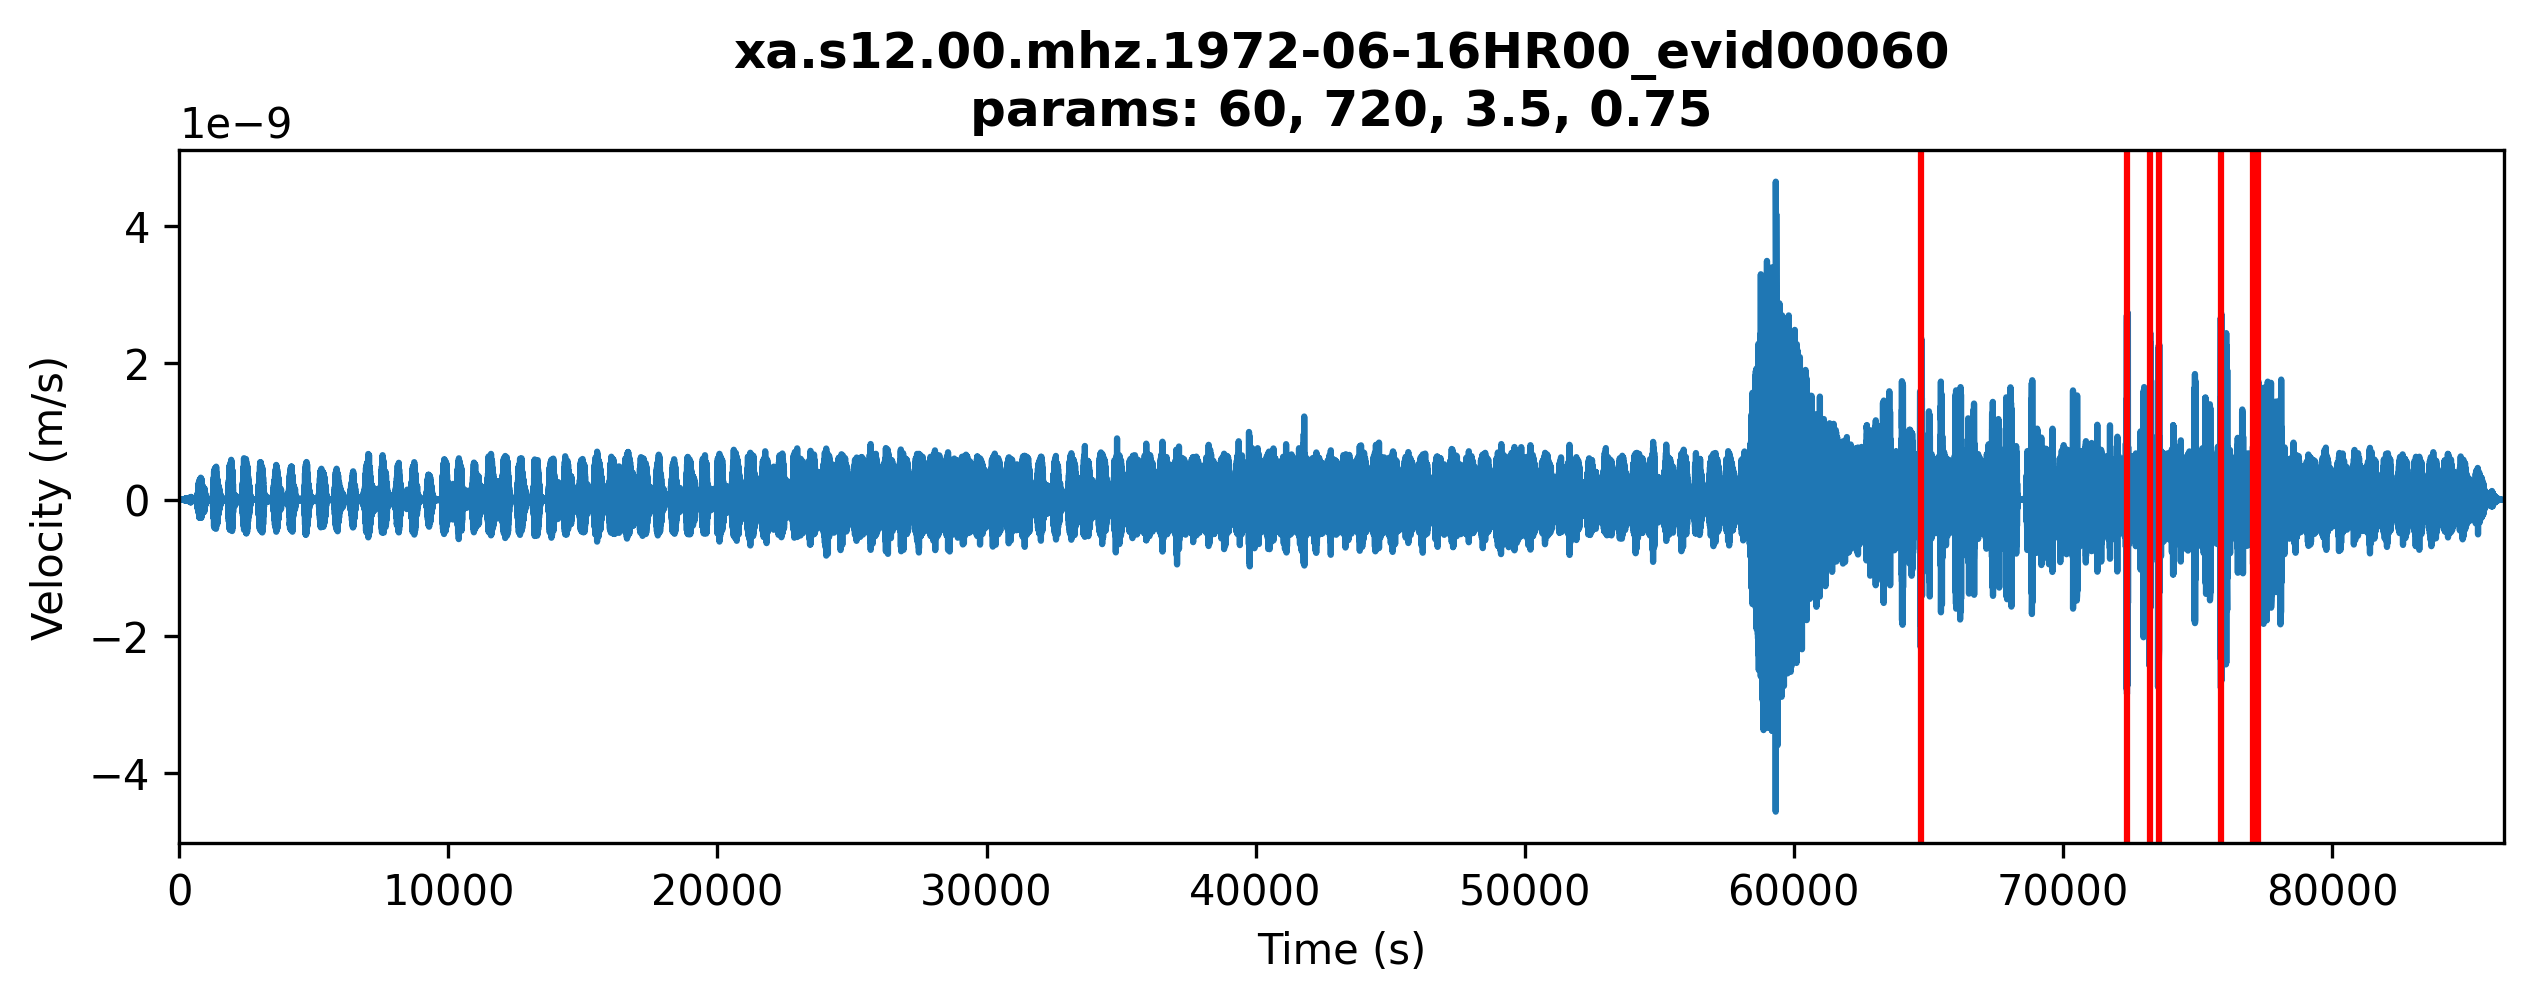 xa.s12.00.mhz.1972-06-16HR00_evid00060
params: 60, 720, 3.5, 0.75
1e−9
4
2
0
−2
−4
Velocity (m/s)
0 10000 20000 30000 40000 50000 60000 70000 80000
Time (s)